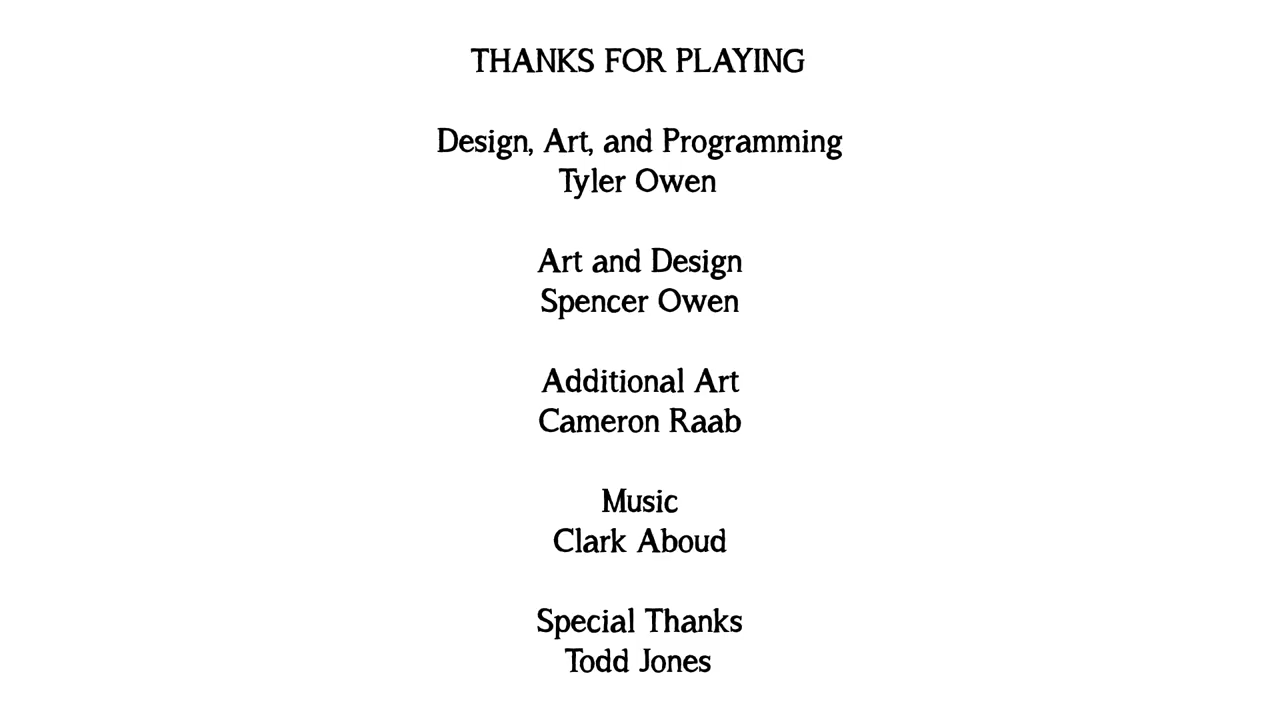 THANKS FOR PLAYING
Design, Art, and Programming
Tyler Owen
Art and Design
Spencer Owen
Additional Art
Cameron Raab
Music
Clark Aboud
Special Thanks
Todd Jones